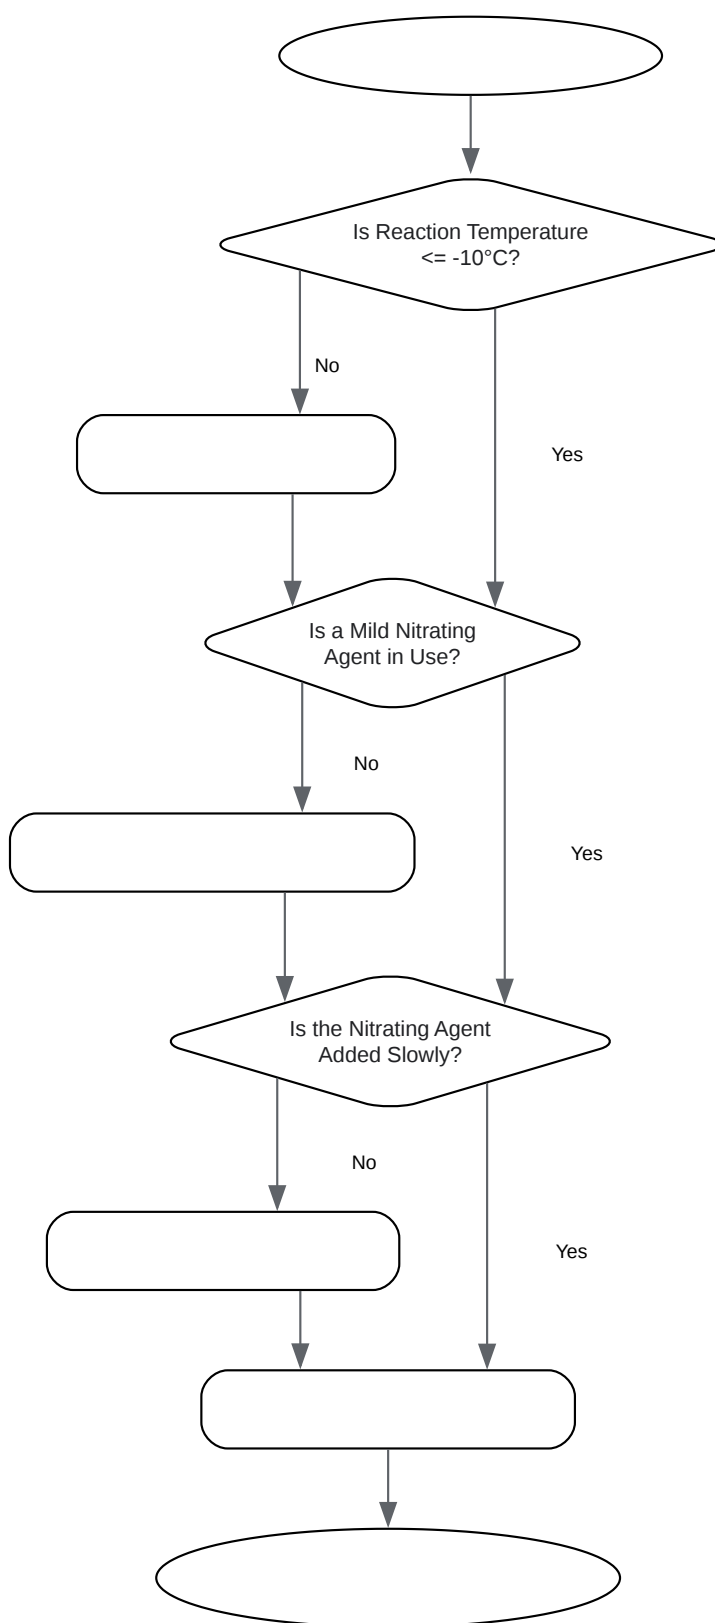 Is Reaction Temperature
<= -10°C?
No
Yes
Is a Mild Nitrating
Agent in Use?
No
Yes
Is the Nitrating Agent
Added Slowly?
No
Yes